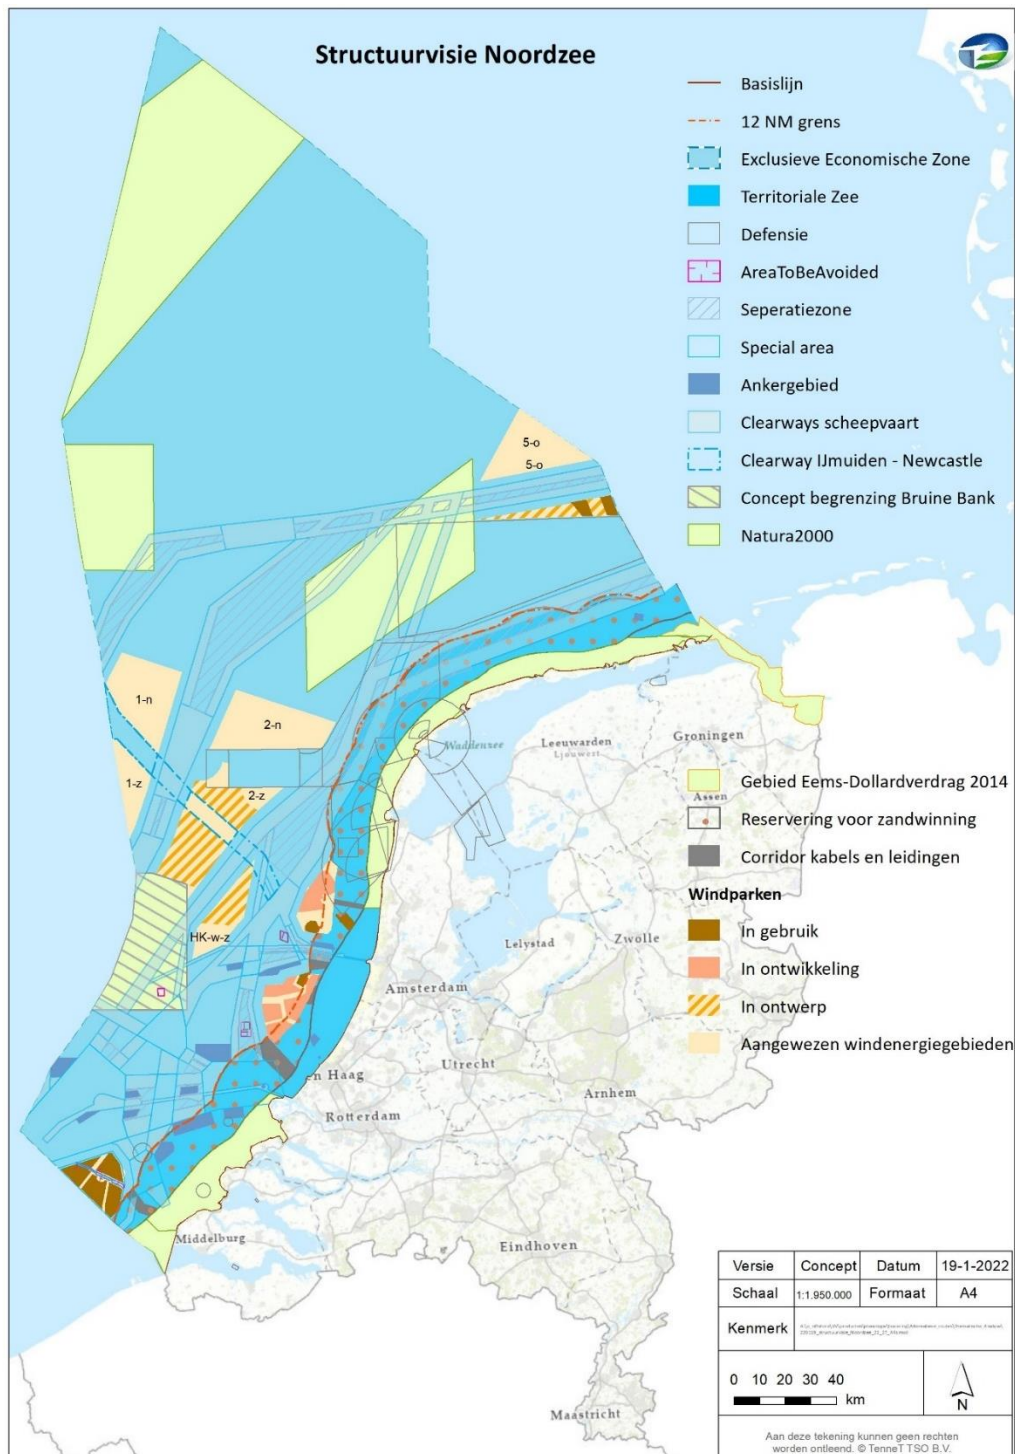 Structuurvisie Noordzee
Basislijn
12 NM grens
Exclusieve Economische Zone
Territoriale Zee
Defensie
AreaToBeAvoided
Seperatiezone
Special area
Ankergebied
Clearways scheepvaart
Clearway IJmuiden - Newcastle
Concept begrenzing Bruine Bank
Natura2000
5-o
5-o
1-n
2-n
1-z
2-z
HK-w-z
Waddenzee
Leeuwarden
Ljouwert
Groningen
Assen
Gebied Eems-Dollardverdrag 2014
Reservering voor zandwinning
Corridor kabels en leidingen
Windparken
In gebruik
In ontwikkeling
In ontwerp
Aangewezen windenergiegebieden
Lelystad
Zwolle
Amsterdam
Utrecht
n Haag
Arnhem
Rotterdam
Middelburg
Eindhoven
Maastricht
Versie Concept Datum 19-1-2022
Schaal 1:1.950.000 Formaat A4
Kenmerk
0 10 20 30 40
km
N
Aan deze tekening kunnen geen rechten
worden ontleend. © TenneT TSO B.V.